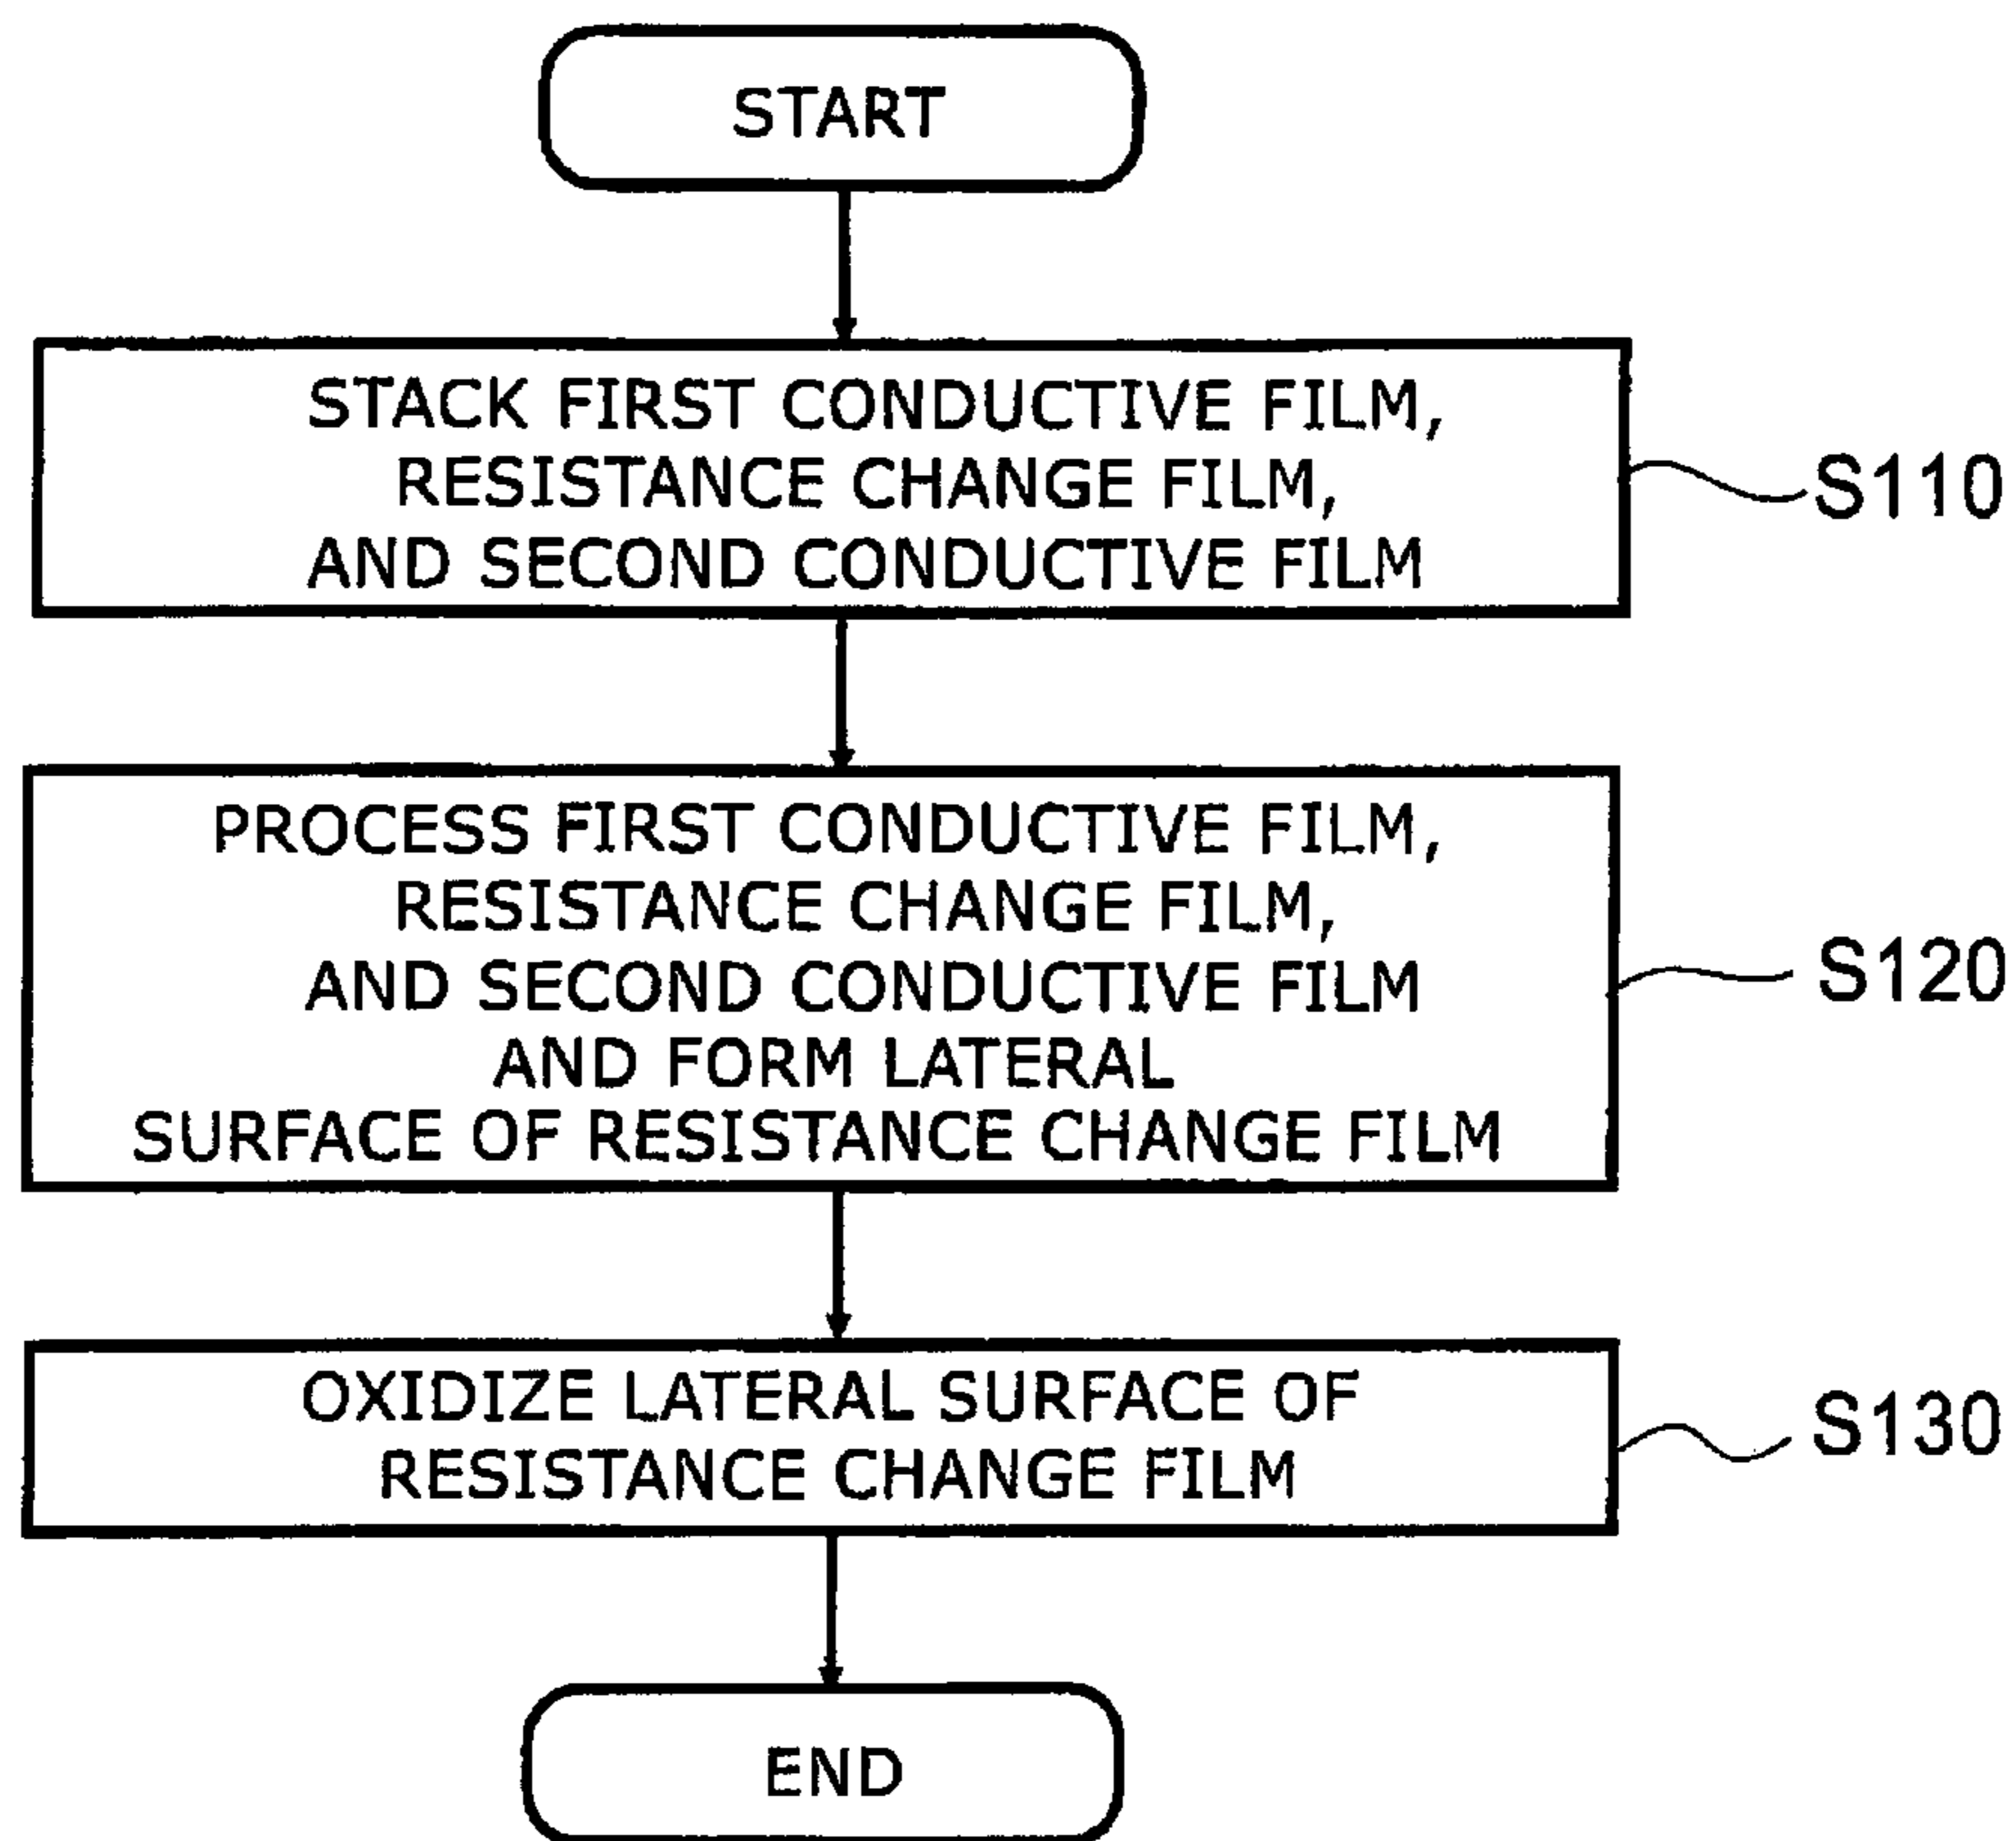 START
STACK FIRST CONDUCTIVE FILM,
RESISTANCE CHANGE FILM,
AND SECOND CONDUCTIVE FILM
S110
PROCESS FIRST CONDUCTIVE FILM,
RESISTANCE CHANGE FILM,
AND SECOND CONDUCTIVE FILM
AND FORM LATERAL
SURFACE OF RESISTANCE CHANGE FILM
S120
OXIDIZE LATERAL SURFACE OF
RESISTANCE CHANGE FILM
S130
END